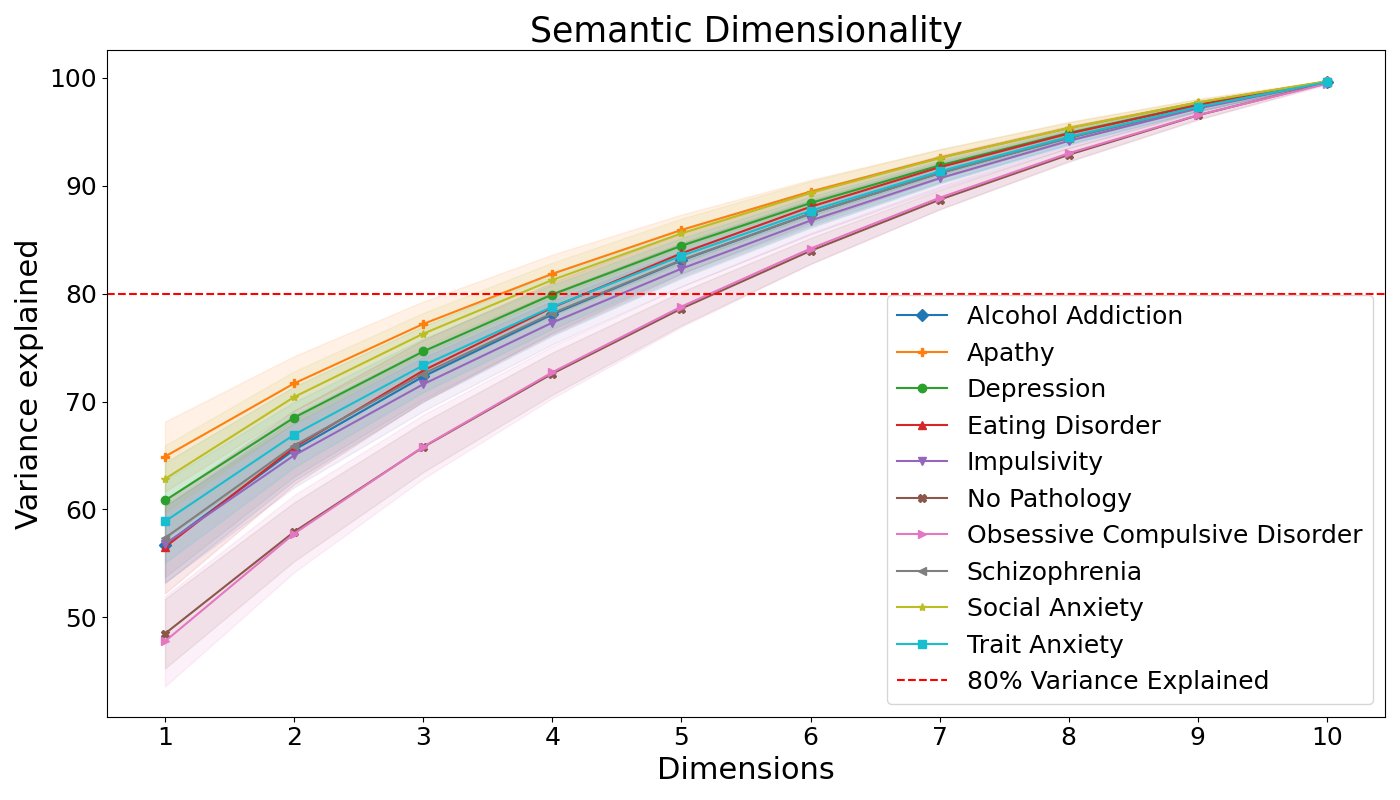 Semantic Dimensionality
Variance explained
100
90
80
70
60
50
Alcohol Addiction
Apathy
Depression
Eating Disorder
Impulsivity
No Pathology
Obsessive Compulsive Disorder
Schizophrenia
Social Anxiety
Trait Anxiety
80% Variance Explained
1 2 3 4 5 6 7 8 9 10
Dimensions